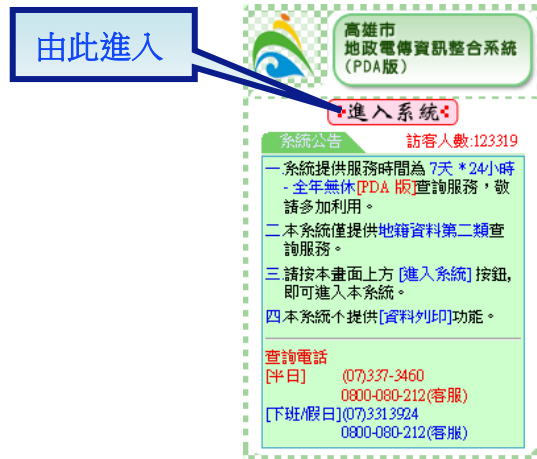 由此進入
高雄市
地政電傳資訊整合系統
(PDA版)
進入系統
系統公告
訪客人數:123319
一.系統提供服務時間為 7天 *24小時
- 全年無休[PDA 版]查詢服務，敬
請多加利用。
二.本系統僅提供地籍資料第二類查
詢服務。
三.請按本畫面上方 [進入系統] 按鈕,
即可進入本系統。
四.本系統不提供[資料列印]功能。
查詢電話
[平日] (07)337-3460
0800-080-212(客服)
[下班/假日](07)3313924
0800-080-212(客服)